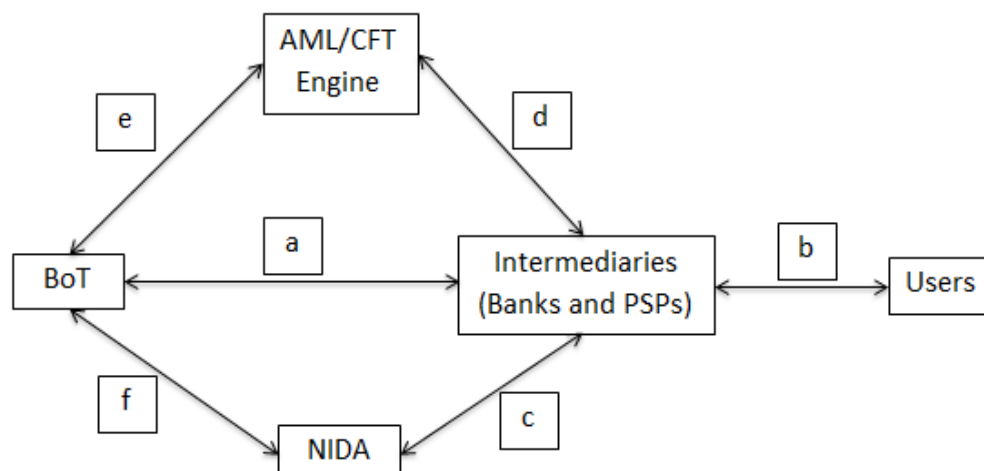 AML/CFT
Engine
e
d
a
b
BoT
Intermediaries
(Banks and PSPs)
Users
f
c
NIDA